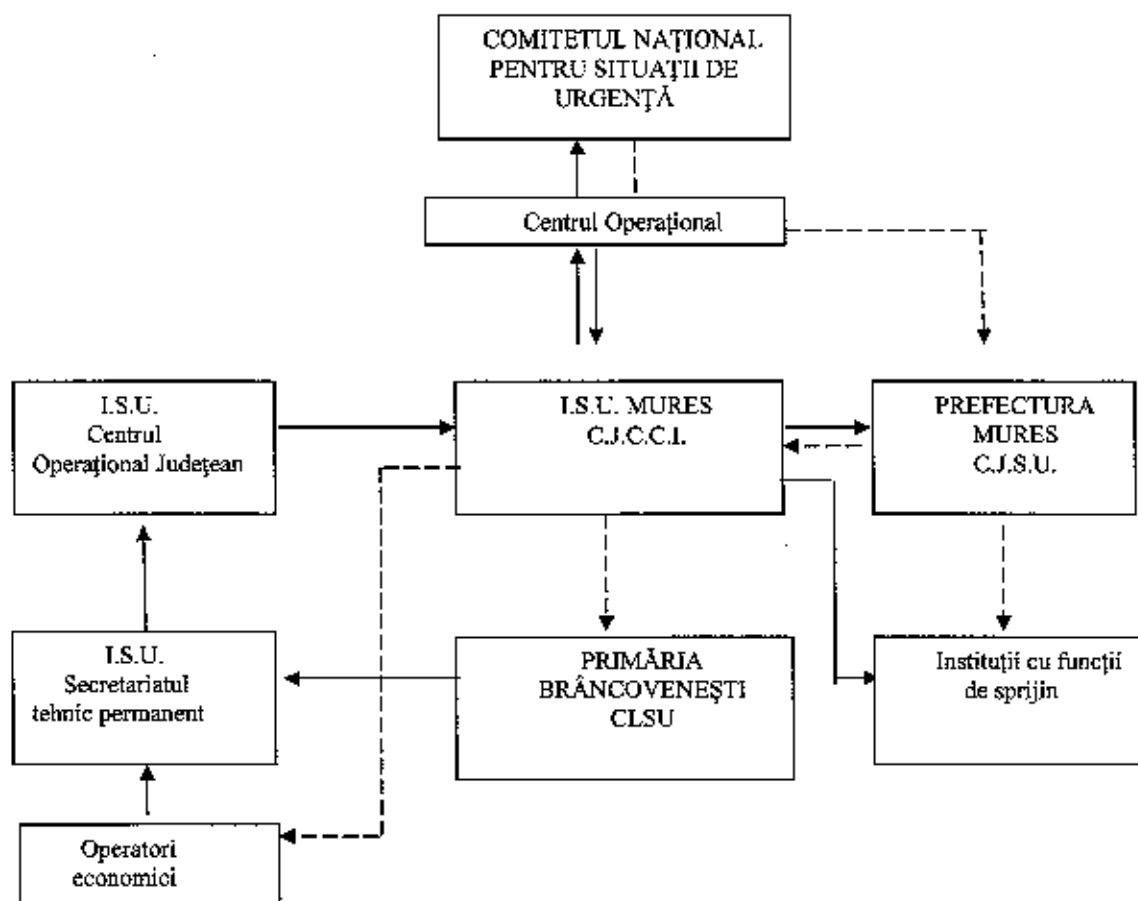 COMITETUL NAȚIONAL
PENTRU SITUAȚII DE
URGENȚĂ
Centrul Operațional
I.S.U.
Centrul
Operațional Județean
I.S.U. MURES
C.J.C.C.I.
PREFECTURA
MURES
C.J.S.U.
I.S.U.
Secretariatul
tehnic permanent
PRIMĂRIA
BRÂNCOVENEȘTI
CLSU
Instituții cu funcții
de sprijin
Operatori
economici